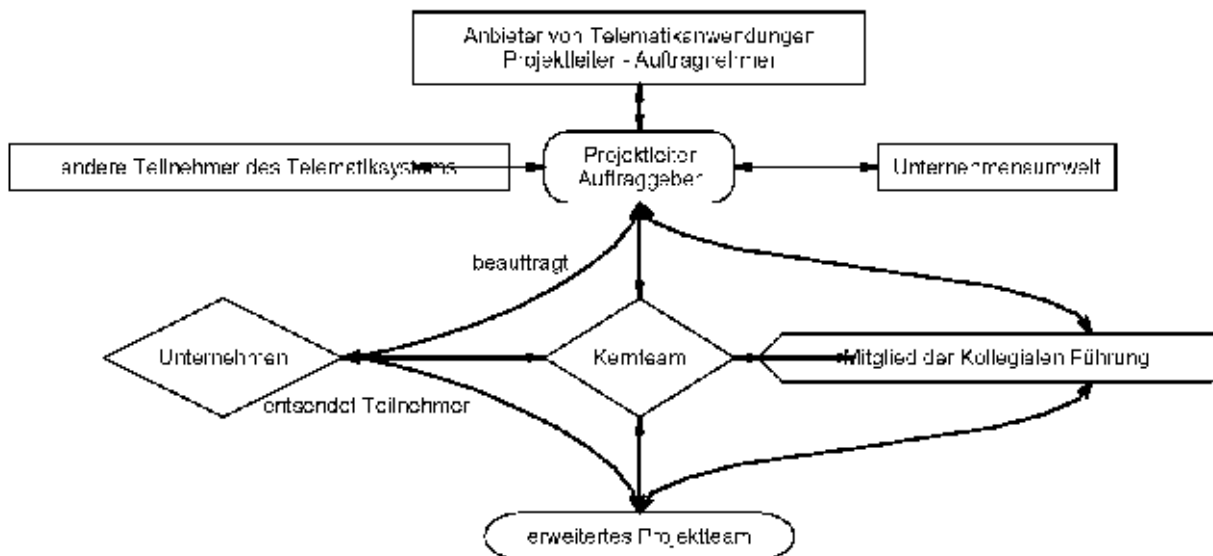 Anbieter von Telematikanwendungen
Projektleiter - Auftragnehmer
andere Teilnehmer des Telematiksystems
Projektleiter
Auftraggeber
Unternehmensumwelt
beauftragt
Unternehmen
Kernteam
Mitglied der Kollegialen Führung
entsendet Teilnehmer
erweitertes Projektteam